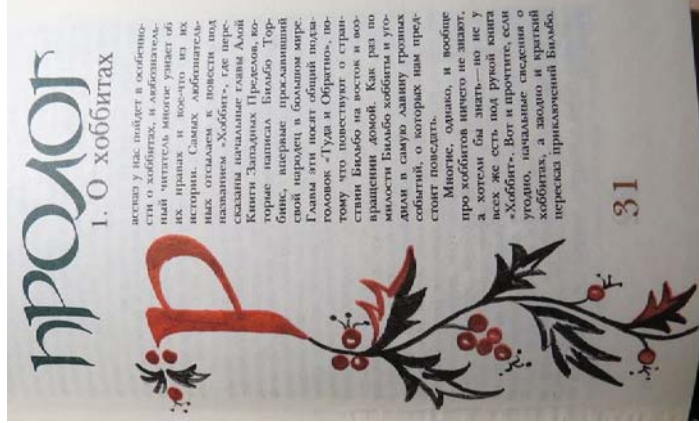 ПРОЛОГ
1. О хоббитах
Рассказ у нас пойдет в особенно-
сти о хоббитах, и любознатель-
ный читатель многое узнает об
их нравах и кое-что из их
истории. Самых любознатель-
ных отсылаем к повести под
названием «Хоббит», где пере-
сказаны начальные главы Алой
Книги Западных Пределов, ко-
торые написал Бильбо Тор-
бинс, впервые прославивший
свой народец в большом мире.
Главы эти носят общий подза-
головок «Туда и Обратно», по-
тому что повествуют о стран-
ствии Бильбо на восток и воз-
вращении домой. Как раз по
милости Бильбо хоббиты и уго-
дили в самую лавину грозных
событий, о которых нам пред-
стоит поведать.
Многие, однако, и вообще
про хоббитов ничего не знают,
а хотели бы знать — но не у
всех же есть под рукой книга
«Хоббит». Вот и прочтите, если
угодно, начальные сведения о
хоббитах, а заодно и краткий
пересказ приключений Бильбо.
31